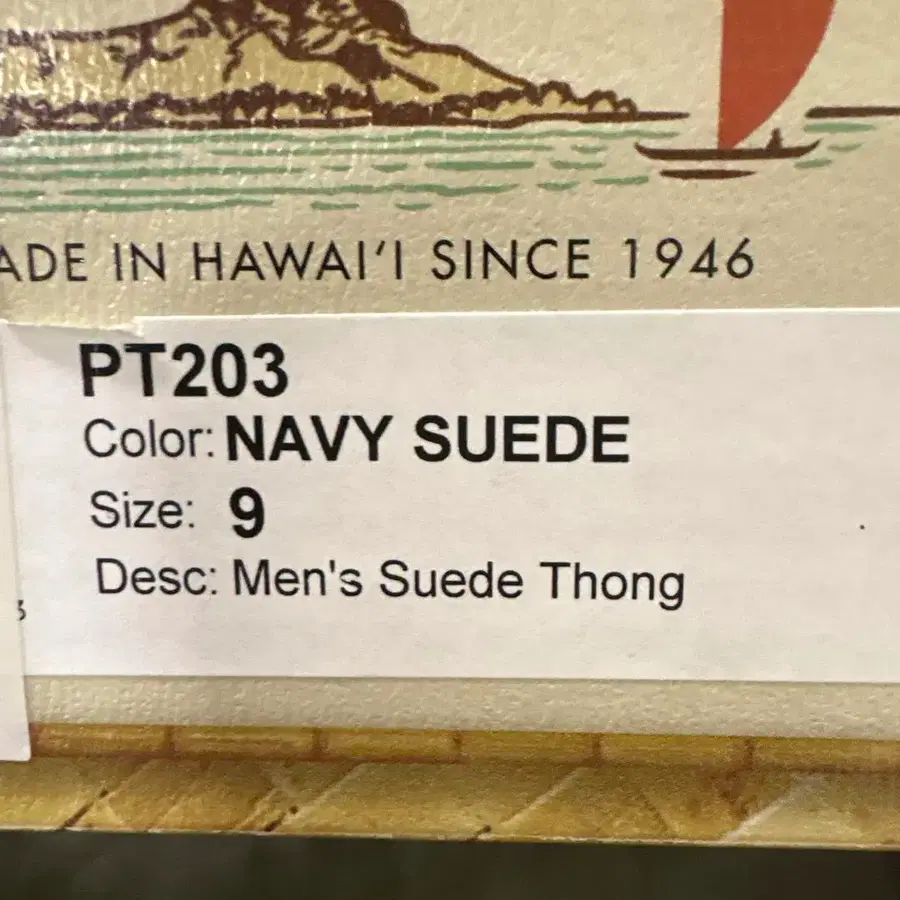 ADE IN HAWAI'I SINCE 1946
PT203
Color: NAVY SUEDE
Size: 9
Desc: Men's Suede Thong